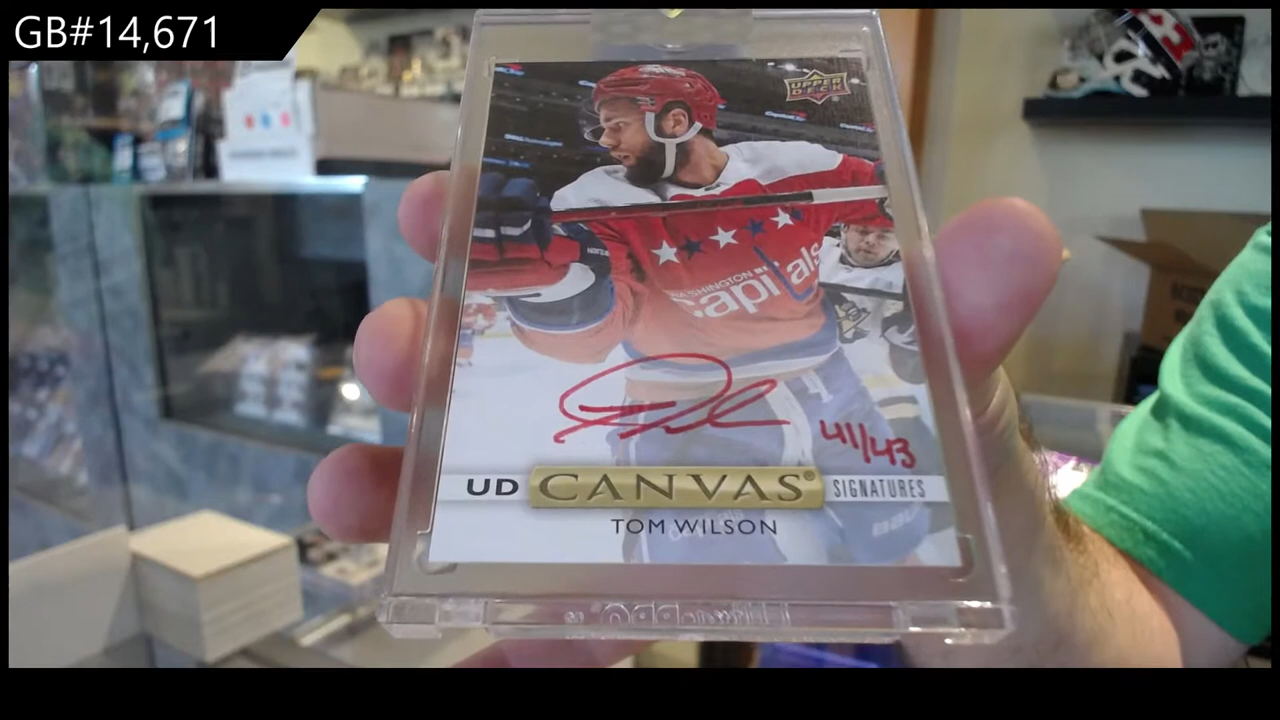 GB#14,671
UPPER
DECK
WASHINGTON
capitals
41/43
UD CANVAS® SIGNATURES
TOM WILSON